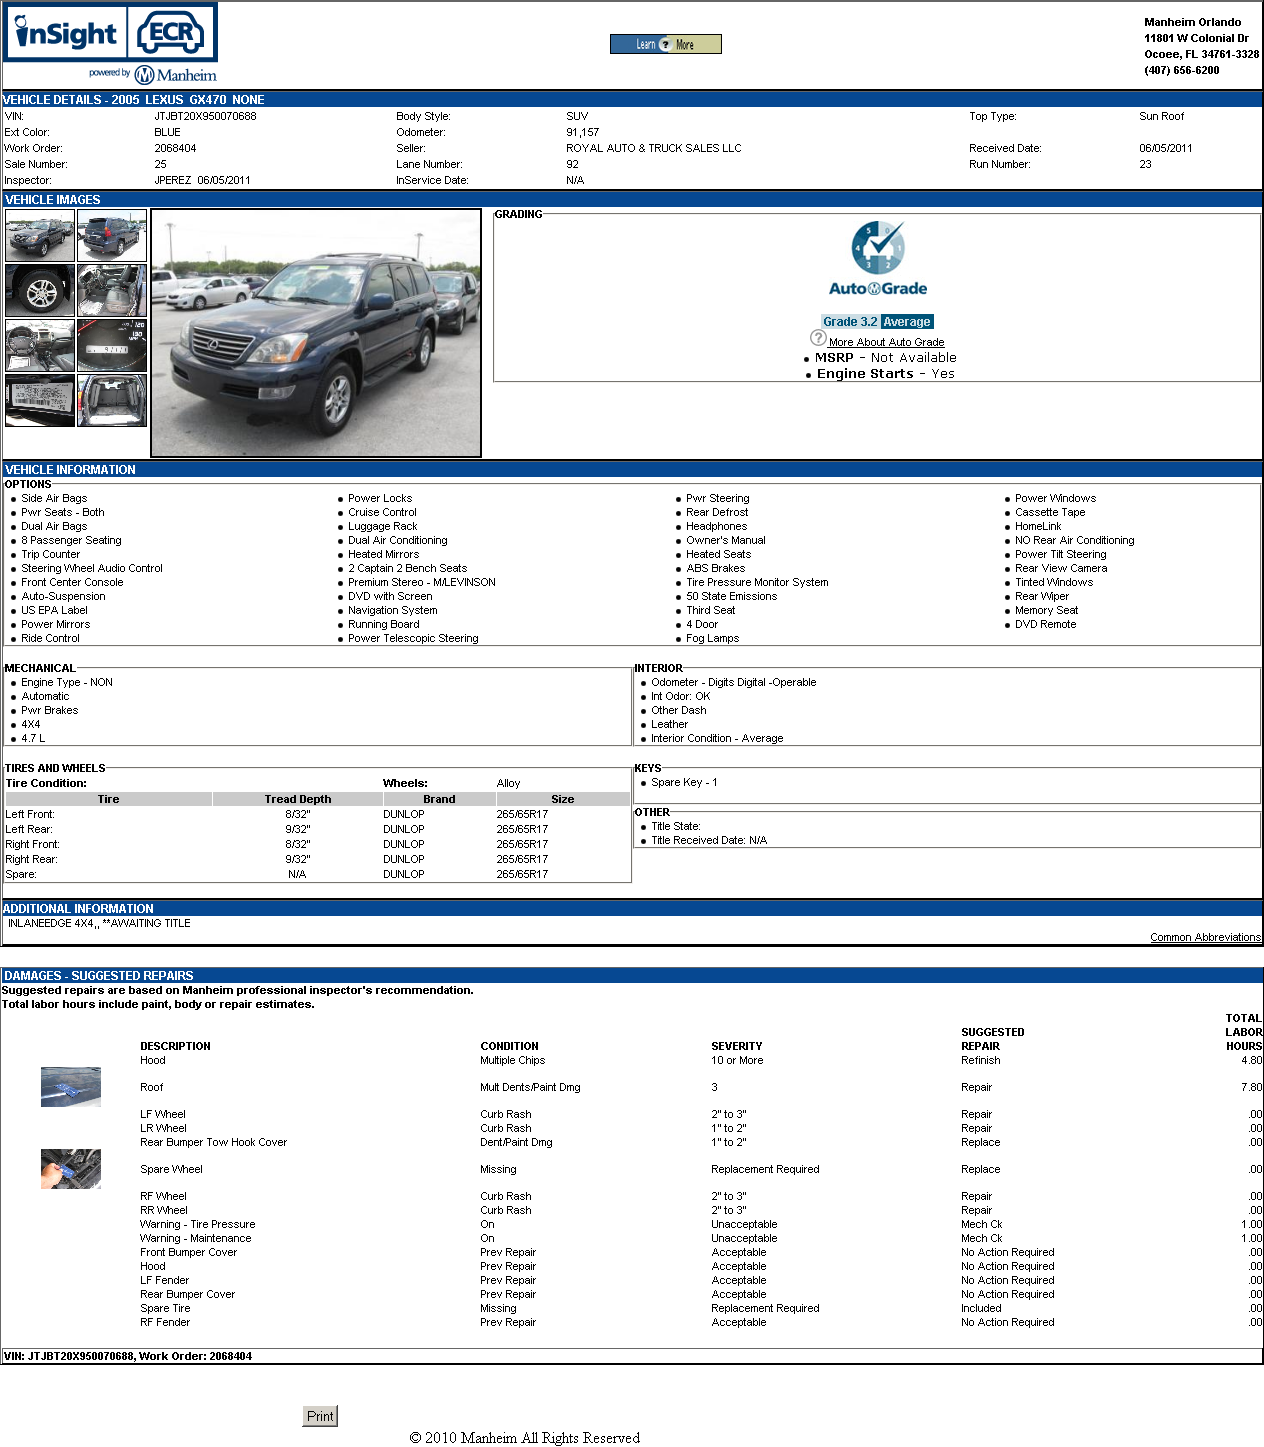 inSight ECR
powered by Manheim
Learn ? More
Manheim Orlando
11801 W Colonial Dr
Ocoee, FL 34761-3328
(407) 656-6200
VEHICLE DETAILS - 2005 LEXUS GX470 NONE
VIN: JTJBT20X950070688 Body Style: SUV Top Type: Sun Roof
Ext Color: BLUE Odometer: 91,157
Work Order: 2068404 Seller: ROYAL AUTO & TRUCK SALES LLC Received Date: 06/05/2011
Sale Number: 25 Lane Number: 92 Run Number: 23
Inspector: JPEREZ 06/05/2011 InService Date: N/A
VEHICLE IMAGES
GRADING
5 0 4 1 3 2
AutoGrade
Grade 3.2 Average
? More About Auto Grade
MSRP - Not Available
Engine Starts - Yes
VEHICLE INFORMATION
OPTIONS
Side Air Bags Power Locks Pwr Steering Power Windows
Pwr Seats - Both Cruise Control Rear Defrost Cassette Tape
Dual Air Bags Luggage Rack Headphones HomeLink
8 Passenger Seating Dual Air Conditioning Owner's Manual NO Rear Air Conditioning
Trip Counter Heated Mirrors Heated Seats Power Tilt Steering
Steering Wheel Audio Control 2 Captain 2 Bench Seats ABS Brakes Rear View Camera
Front Center Console Premium Stereo - M/LEVINSON Tire Pressure Monitor System Tinted Windows
Auto-Suspension DVD with Screen 50 State Emissions Rear Wiper
US EPA Label Navigation System Third Seat Memory Seat
Power Mirrors Running Board 4 Door DVD Remote
Ride Control Power Telescopic Steering Fog Lamps
MECHANICAL
Engine Type - NON
Automatic
Pwr Brakes
4X4
4.7 L
INTERIOR
Odometer - Digits Digital -Operable
Int Odor: OK
Other Dash
Leather
Interior Condition - Average
TIRES AND WHEELS
Tire Condition: Wheels: Alloy
Tire Tread Depth Brand Size
Left Front: 8/32" DUNLOP 265/65R17
Left Rear: 9/32" DUNLOP 265/65R17
Right Front: 8/32" DUNLOP 265/65R17
Right Rear: 9/32" DUNLOP 265/65R17
Spare: N/A DUNLOP 265/65R17
KEYS
Spare Key - 1
OTHER
Title State:
Title Received Date: N/A
ADDITIONAL INFORMATION
INLANEEDGE 4X4,, **AWAITING TITLE
Common Abbreviations
DAMAGES - SUGGESTED REPAIRS
Suggested repairs are based on Manheim professional inspector's recommendation.
Total labor hours include paint, body or repair estimates.
DESCRIPTION CONDITION SEVERITY SUGGESTED REPAIR TOTAL LABOR HOURS
Hood Multiple Chips 10 or More Refinish 4.80
Roof Mult Dents/Paint Dmg 3 Repair 7.80
LF Wheel Curb Rash 2" to 3" Repair .00
LR Wheel Curb Rash 1" to 2" Repair .00
Rear Bumper Tow Hook Cover Dent/Paint Dmg 1" to 2" Replace .00
Spare Wheel Missing Replacement Required Replace .00
RF Wheel Curb Rash 2" to 3" Repair .00
RR Wheel Curb Rash 2" to 3" Repair .00
Warning - Tire Pressure On Unacceptable Mech Ck 1.00
Warning - Maintenance On Unacceptable Mech Ck 1.00
Front Bumper Cover Prev Repair Acceptable No Action Required .00
Hood Prev Repair Acceptable No Action Required .00
LF Fender Prev Repair Acceptable No Action Required .00
Rear Bumper Cover Prev Repair Acceptable No Action Required .00
Spare Tire Missing Replacement Required Included .00
RF Fender Prev Repair Acceptable No Action Required .00
VIN: JTJBT20X950070688, Work Order: 2068404
Print
© 2010 Manheim All Rights Reserved